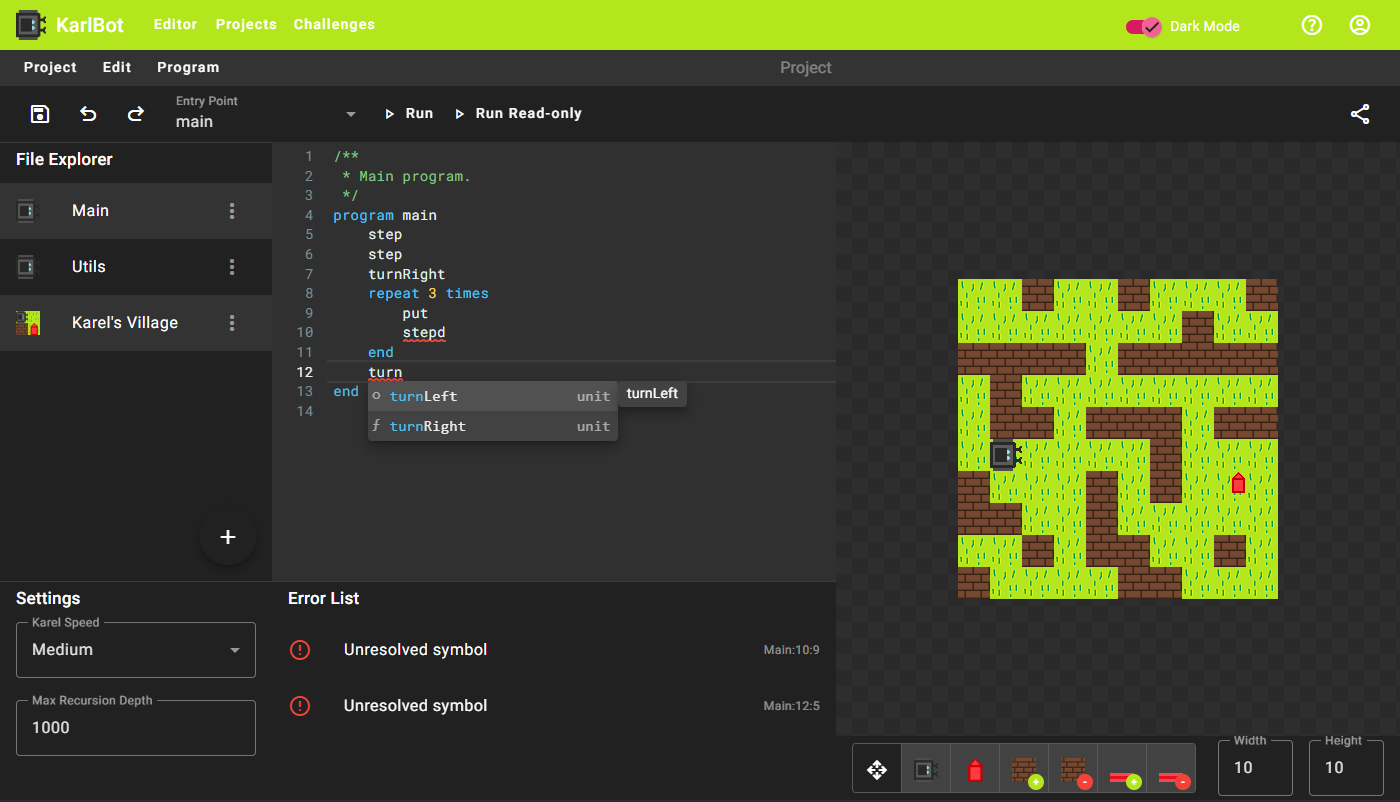 KarlBot Editor Projects Challenges Dark Mode
Project Edit Program Project
Entry Point
main Run Run Read-only
File Explorer
Main
Utils
Karel's Village
+
1 /**
2 * Main program.
3 */
4 program main
5 step
6 step
7 turnRight
8 repeat 3 times
9 put
10 stepd
11 end
12 turn
13 end
14
turnLeft unit turnLeft
f turnRight unit
Settings
Karel Speed
Medium
Max Recursion Depth
1000
Error List
Unresolved symbol Main:10:9
Unresolved symbol Main:12:5
Width
10
Height
10